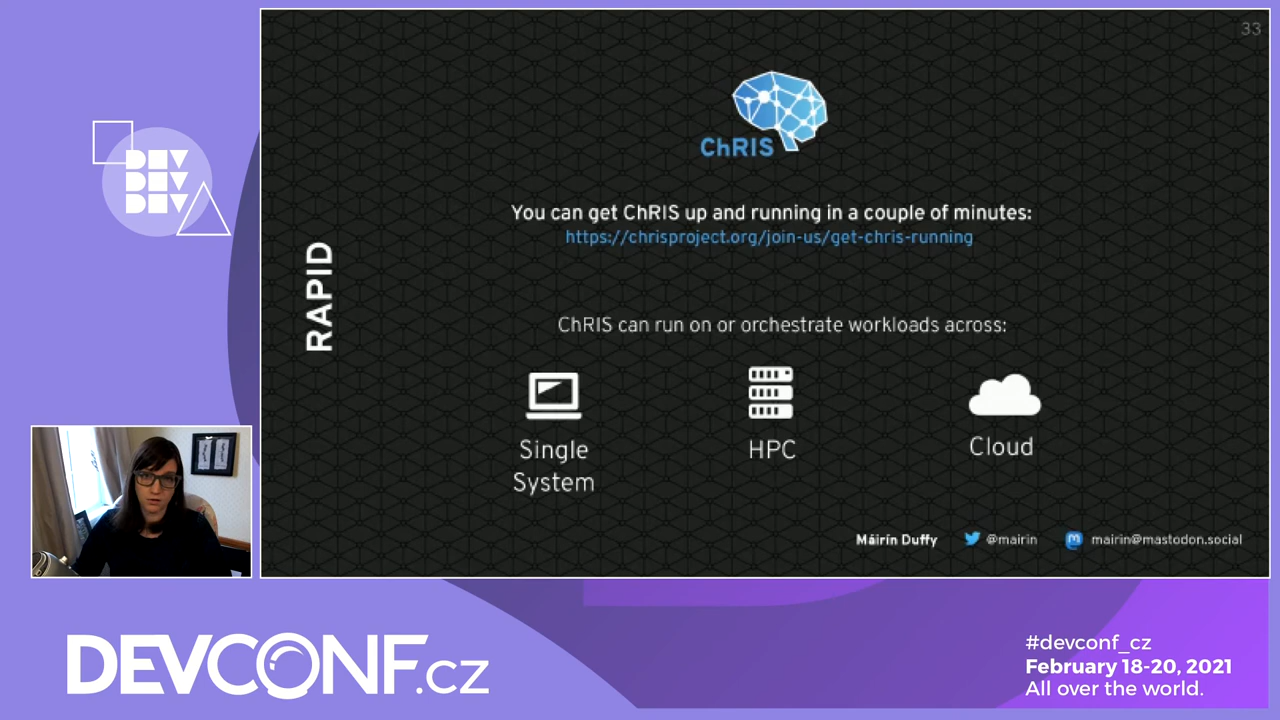 33
DEV
DEV
DEV
ChRIS
You can get ChRIS up and running in a couple of minutes:
https://chrisproject.org/join-us/get-chris-running
RAPID
ChRIS can run on or orchestrate workloads across:
Single
System
HPC
Cloud
Máirín Duffy @mairin mairin@mastodon.social
DEVCONF.cz
#devconf_cz
February 18-20, 2021
All over the world.